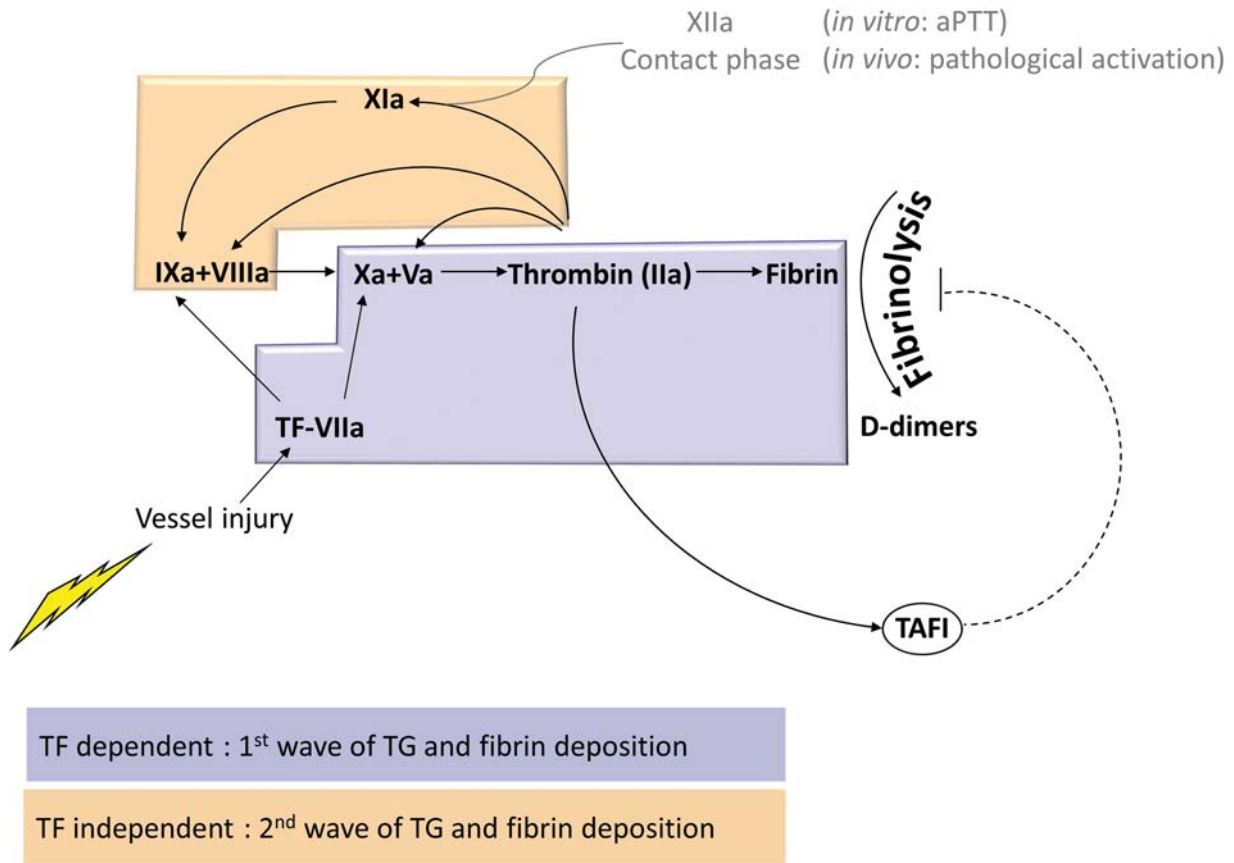 XIIa (in vitro: aPTT)
Contact phase (in vivo: pathological activation)
XIa
IXa+VIIIa
Xa+Va
Thrombin (IIa)
Fibrin
Fibrinolysis
TF-VIIa
D-dimers
Vessel injury
TAFI
TF dependent : 1st wave of TG and fibrin deposition
TF independent : 2nd wave of TG and fibrin deposition